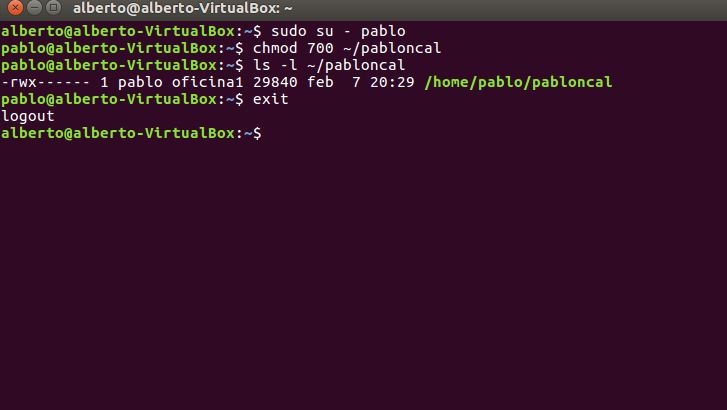 alberto@alberto-VirtualBox: ~
alberto@alberto-VirtualBox:~$ sudo su - pablo
pablo@alberto-VirtualBox:~$ chmod 700 ~/pabloncal
pablo@alberto-VirtualBox:~$ ls -l ~/pabloncal
-rwx------ 1 pablo oficina1 29840 feb  7 20:29 /home/pablo/pabloncal
pablo@alberto-VirtualBox:~$ exit
logout
alberto@alberto-VirtualBox:~$